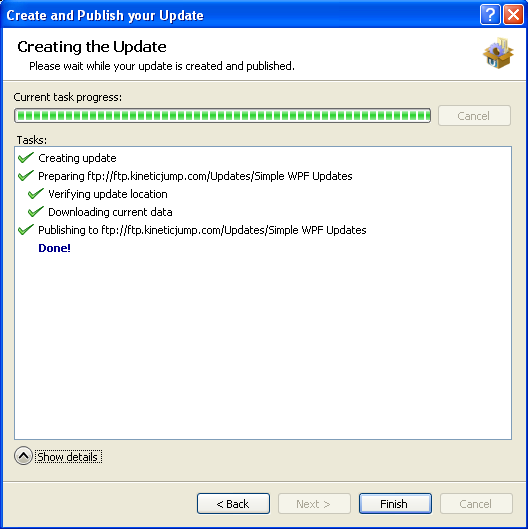 Create and Publish your Update
Creating the Update
Please wait while your update is created and published.
Current task progress:
Cancel
Tasks:
Creating update
Preparing ftp://ftp.kineticjump.com/Updates/Simple WPF Updates
Verifying update location
Downloading current data
Publishing to ftp://ftp.kineticjump.com/Updates/Simple WPF Updates
Done!
Show details
< Back
Next >
Finish
Cancel